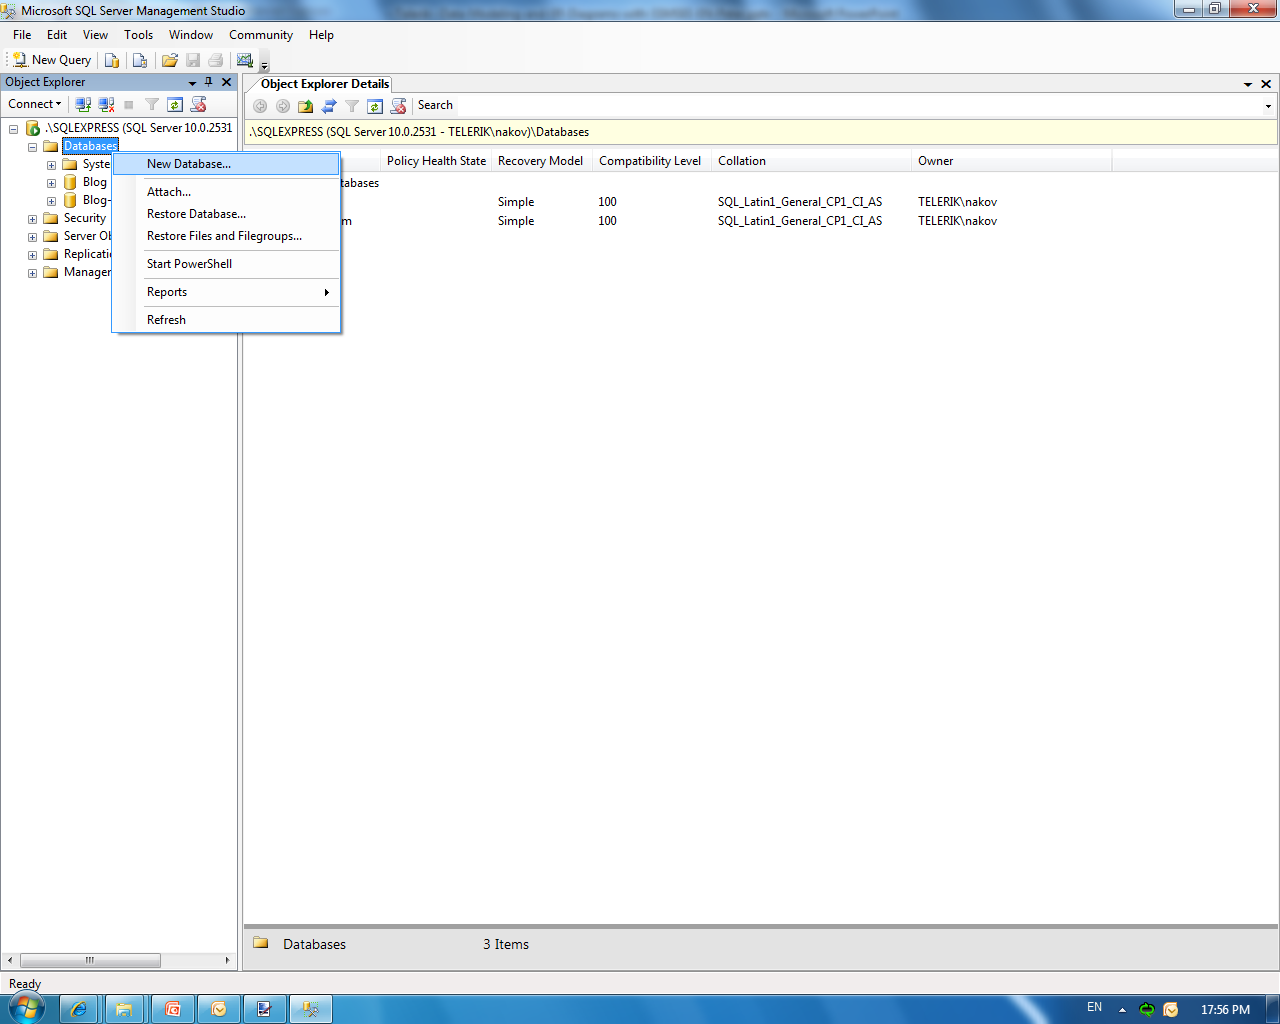 Microsoft SQL Server Management Studio
File Edit View Tools Window Community Help
New Query
Object Explorer
Connect
.\SQLEXPRESS (SQL Server 10.0.2531
Databases
Syste
Blog
Blog-
Security
Server Ob
Replicati
Manager
New Database...
Attach...
Restore Database...
Restore Files and Filegroups...
Start PowerShell
Reports
Refresh
Object Explorer Details
Search
.\SQLEXPRESS (SQL Server 10.0.2531 - TELERIK\nakov)\Databases
Policy Health State Recovery Model Compatibility Level Collation Owner
tabases
Simple 100 SQL_Latin1_General_CP1_CI_AS TELERIK\nakov
m Simple 100 SQL_Latin1_General_CP1_CI_AS TELERIK\nakov
Databases 3 Items
Ready
EN 17:56 PM